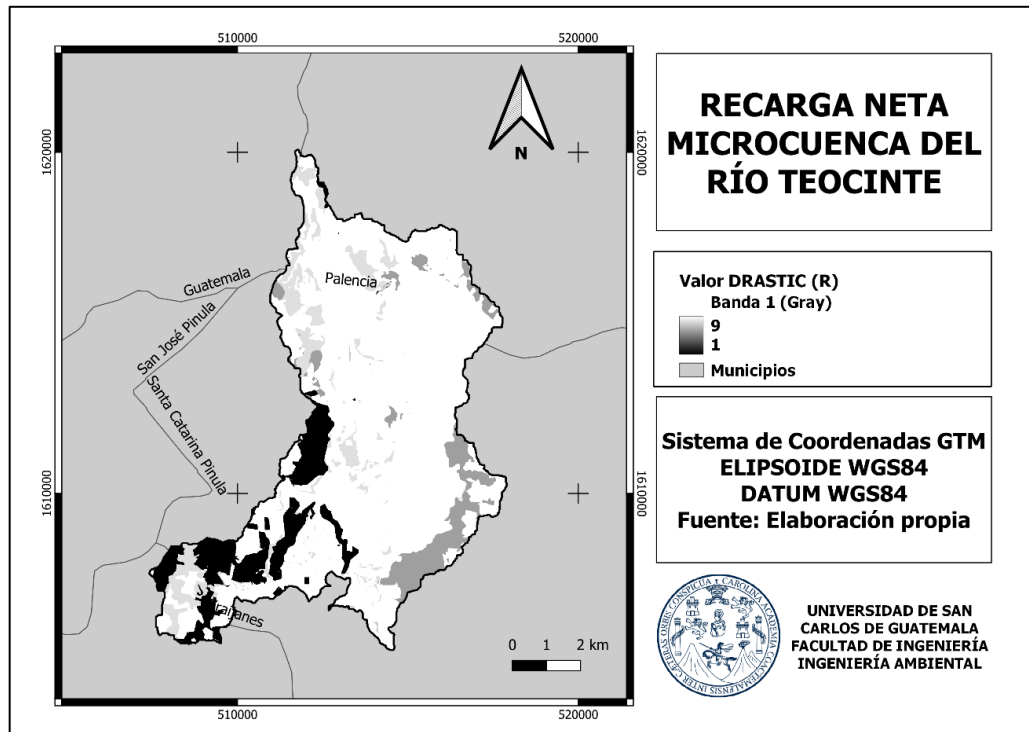 510000
520000
1620000
1620000
N
Palencia
Guatemala
San José Pinula
Santa Catarina Pinula
1610000
1610000
0 1 2 km
510000
520000
RECARGA NETA
MICROCUENCA DEL
RÍO TEOCINTE
Valor DRASTIC (R)
Banda 1 (Gray)
9
1
Municipios
Sistema de Coordenadas GTM
ELIPSOIDE WGS84
DATUM WGS84
Fuente: Elaboración propia
UNIVERSIDAD DE SAN
CARLOS DE GUATEMALA
FACULTAD DE INGENIERÍA
INGENIERÍA AMBIENTAL